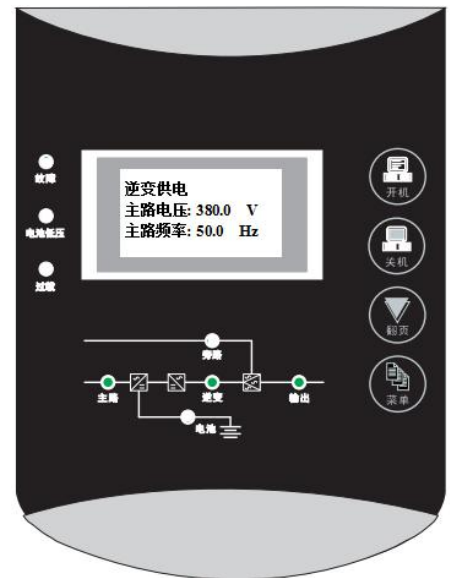 故障
电池低压
过载
逆变供电
主路电压: 380.0 V
主路频率: 50.0 Hz
开机
关机
翻页
菜单
旁路
主路
逆变
输出
电池